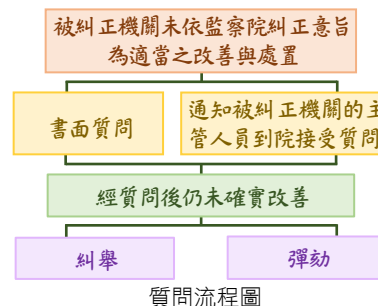 被糾正機關未依監察院糾正意旨
為適當之改善與處置
書面質問
通知被糾正機關的主
管人員到院接受質問
經質問後仍未確實改善
糾舉
彈劾
質問流程圖